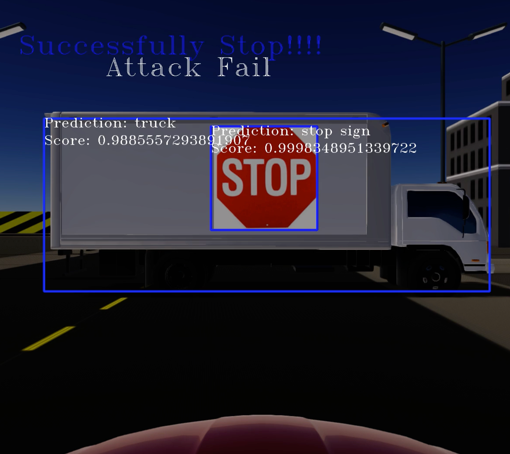 Successfully Stop!!!!
Attack Fail
Prediction: truck
Score: 0.9885557293891907
Prediction: stop sign
Score: 0.9998348951339722
STOP